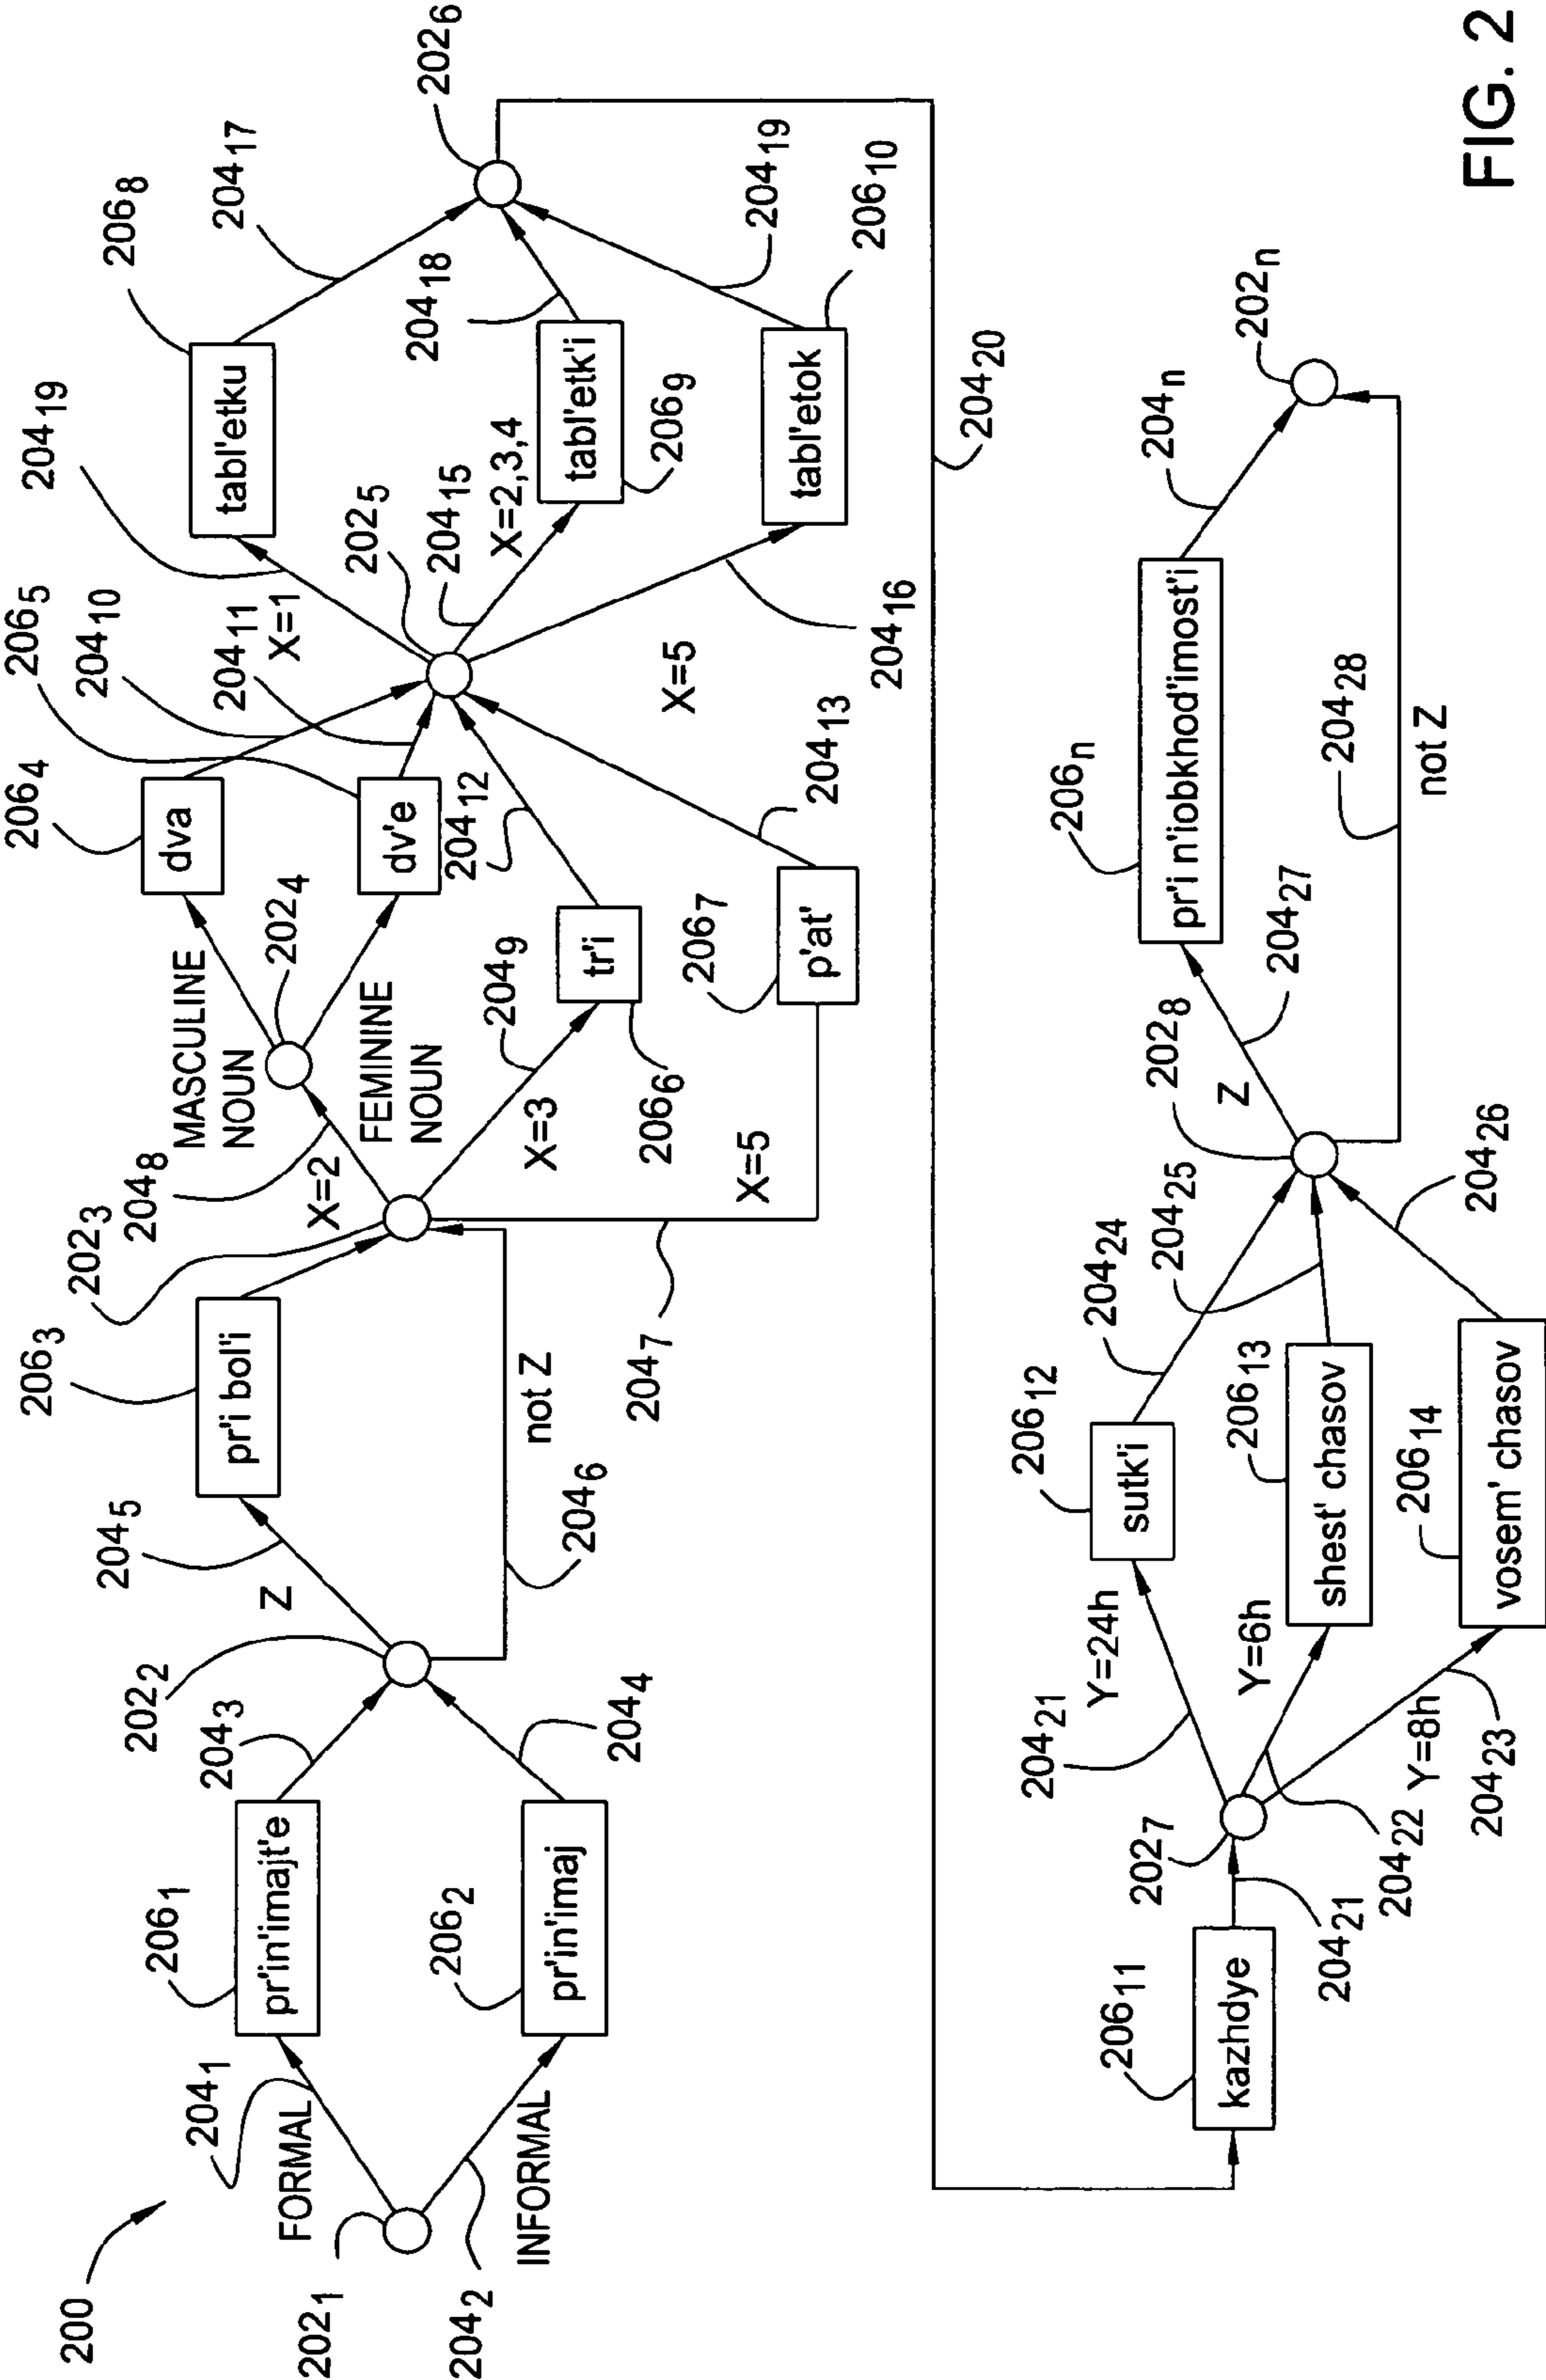 200
202₁
204₁
FORMAL
204₂
INFORMAL
206₁
pr'in'imajt'e
206₂
pr'in'imaj
204₃
204₄
202₂
204₅
Z
204₆
not Z
206₃
pr'i bol'i
202₃
204₇
204₈
X=2
X=3
X=5
204₉
MASCULINE
NOUN
FEMININE
NOUN
202₄
206₄
dva
206₅
dv'e
206₆
tr'i
206₇
p'at'
204₁₀
204₁₁
204₁₂
204₁₃
X=1
202₅
204₁₉
204₁₅
X=2,3,4
204₁₆
X=5
206₈
tabl'etku
206₉
tabl'etk'i
206₁₀
tabl'etok
204₁₇
204₁₈
204₁₉
202₆
204₂₀
206₁₁
kazhdye
204₂₁
202₇
204₂₁
Y=24h
204₂₂
Y=6h
204₂₃
Y=8h
206₁₂
sutk'i
206₁₃
shest' chasov
206₁₄
vosem' chasov
204₂₄
204₂₅
204₂₆
202₈
Z
204₂₇
204₂₈
not Z
206ₙ
pr'i n'iobkhod'imost'i
204ₙ
202ₙ
FIG. 2